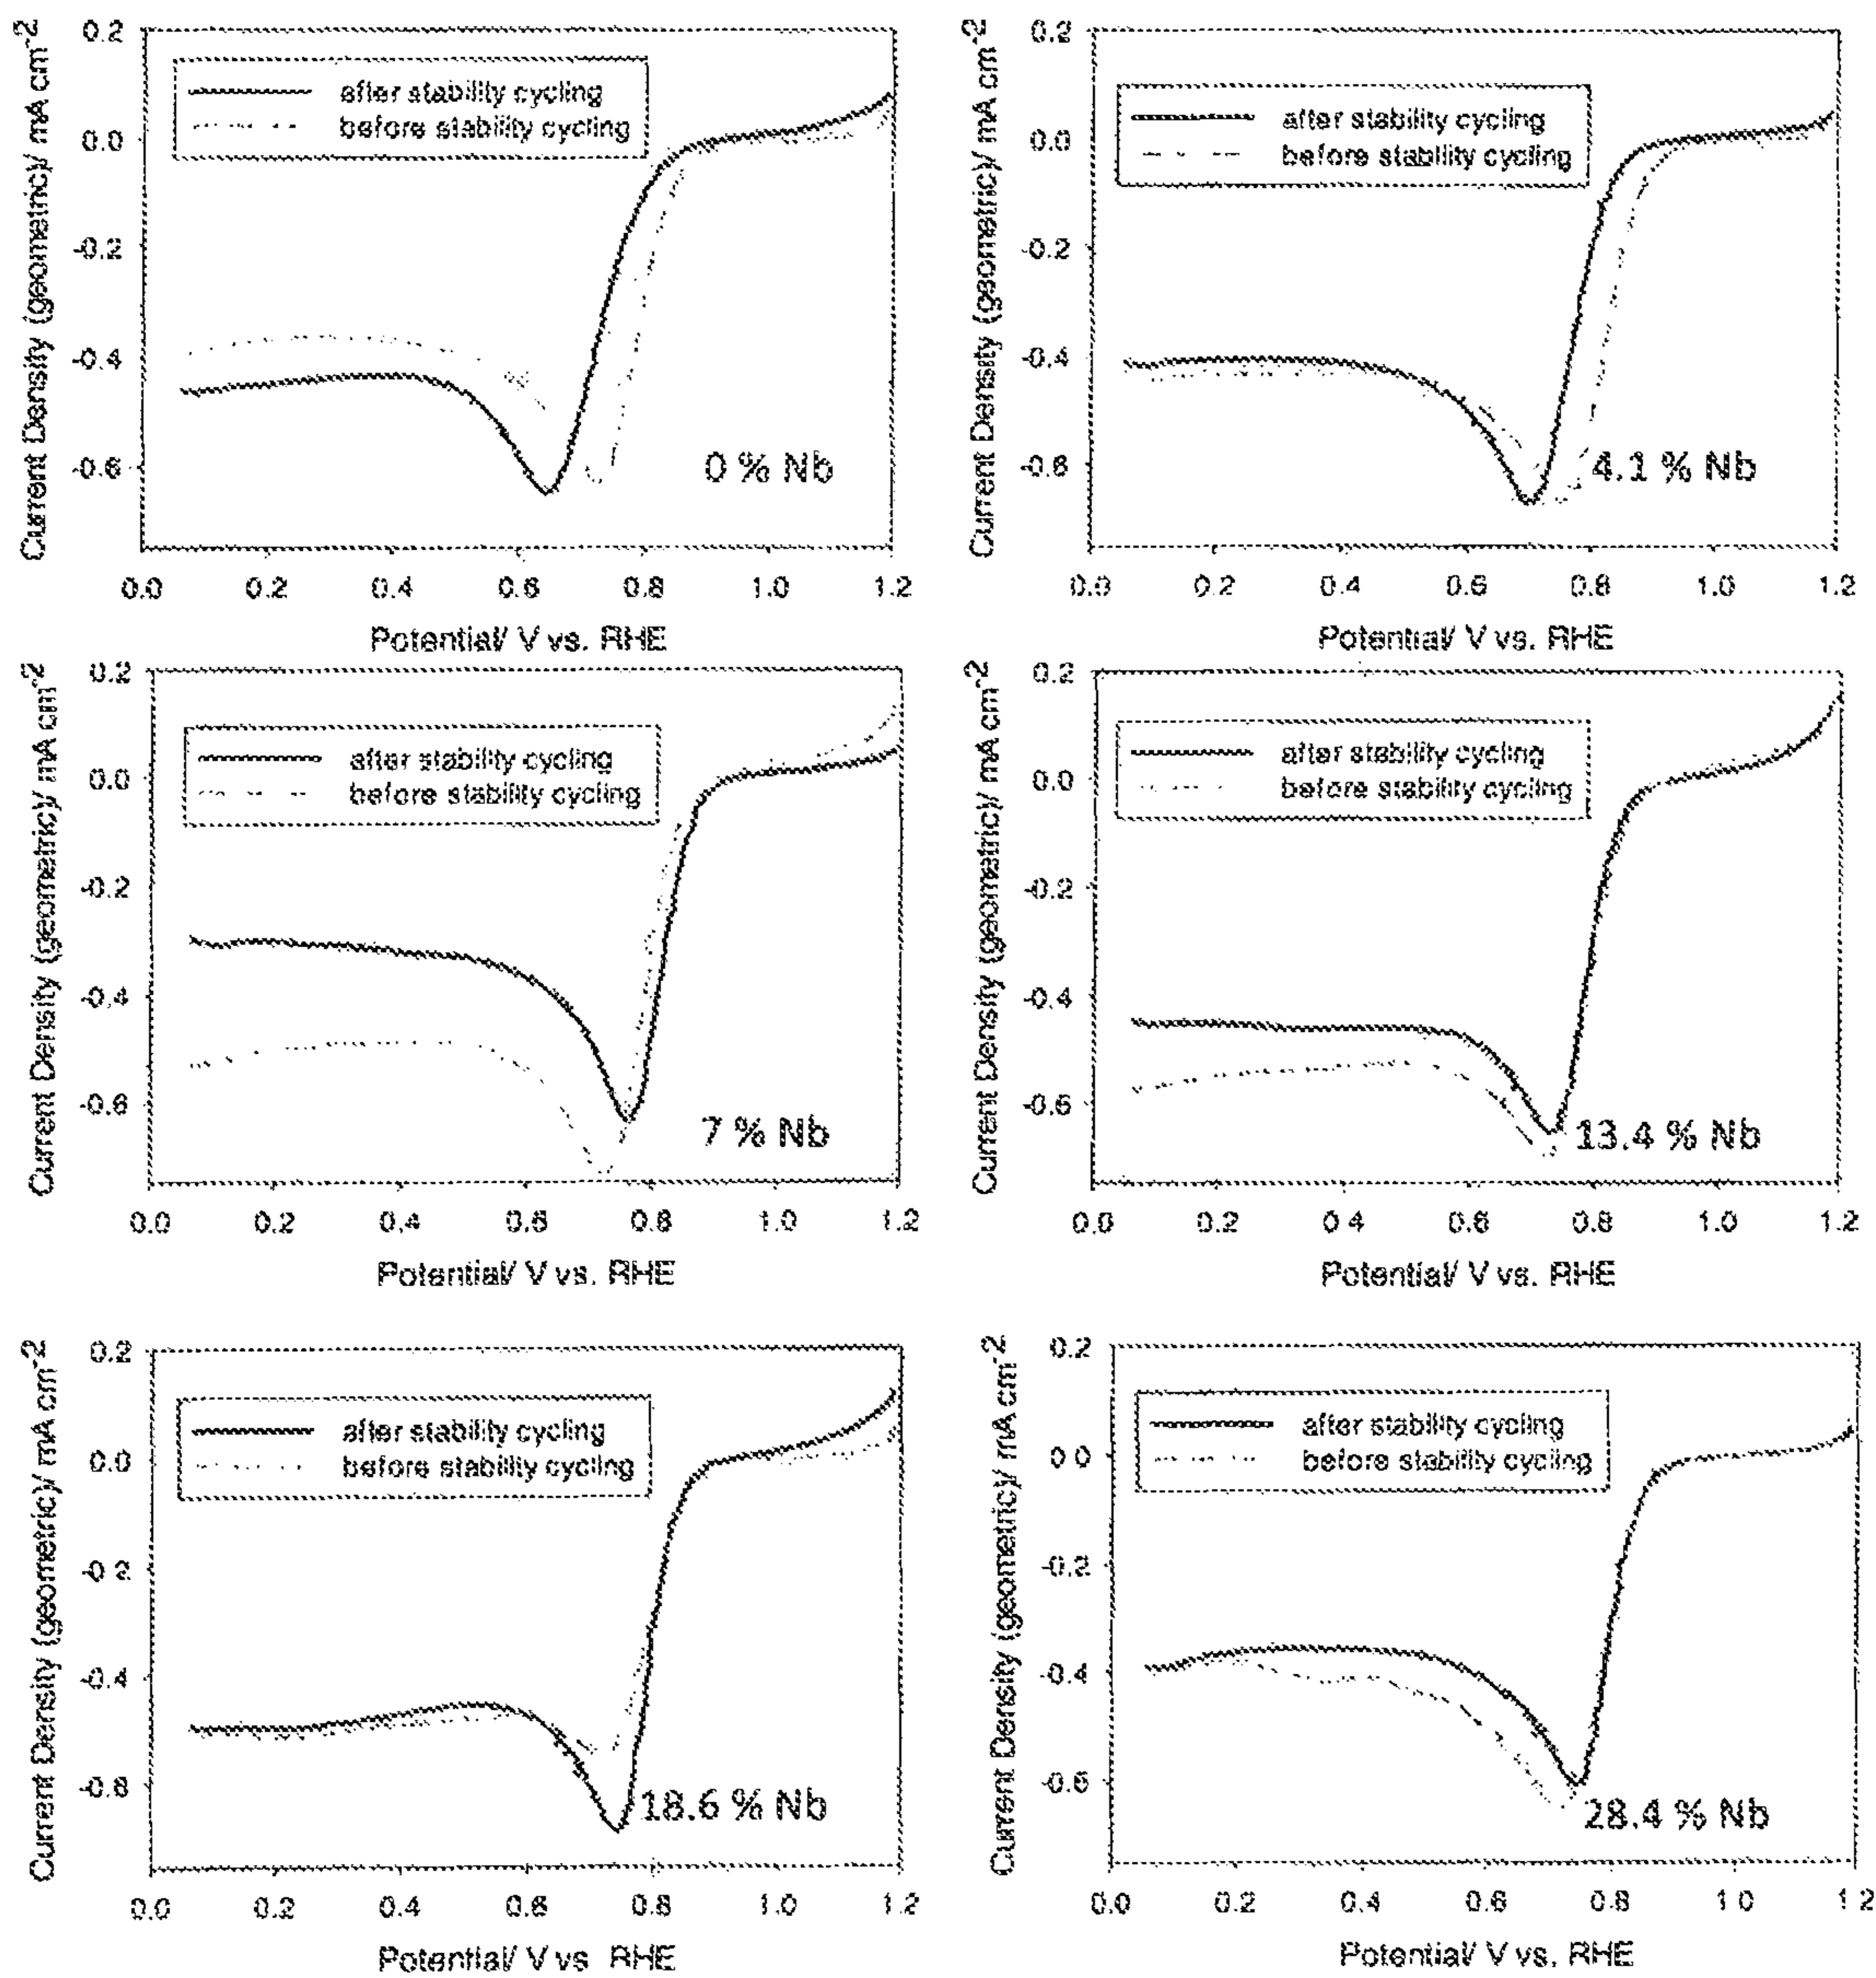 Current Density (geometric)/ mA cm-2
0.2
0.0
-0.2
-0.4
-0.6
after stability cycling
before stability cycling
0 % Nb
0.0 0.2 0.4 0.6 0.8 1.0 1.2
Potential/ V vs. RHE
Current Density (geometric)/ mA cm-2
0.2
0.0
-0.2
-0.4
-0.6
after stability cycling
before stability cycling
4.1 % Nb
0.0 0.2 0.4 0.6 0.8 1.0 1.2
Potential/ V vs. RHE
Current Density (geometric)/ mA cm-2
0.2
0.0
-0.2
-0.4
-0.6
after stability cycling
before stability cycling
7 % Nb
0.0 0.2 0.4 0.6 0.8 1.0 1.2
Potential/ V vs. RHE
Current Density (geometric)/ mA cm-2
0.2
0.0
-0.2
-0.4
-0.6
after stability cycling
before stability cycling
13.4 % Nb
0.0 0.2 0.4 0.6 0.8 1.0 1.2
Potential/ V vs. RHE
Current Density (geometric)/ mA cm-2
0.2
0.0
-0.2
-0.4
-0.6
after stability cycling
before stability cycling
18.6 % Nb
0.0 0.2 0.4 0.6 0.8 1.0 1.2
Potential/ V vs RHE
Current Density (geometric)/ mA cm-2
0.2
0.0
-0.2
-0.4
-0.6
after stability cycling
before stability cycling
28.4 % Nb
0.0 0.2 0.4 0.6 0.8 1.0 1.2
Potential/ V vs. RHE